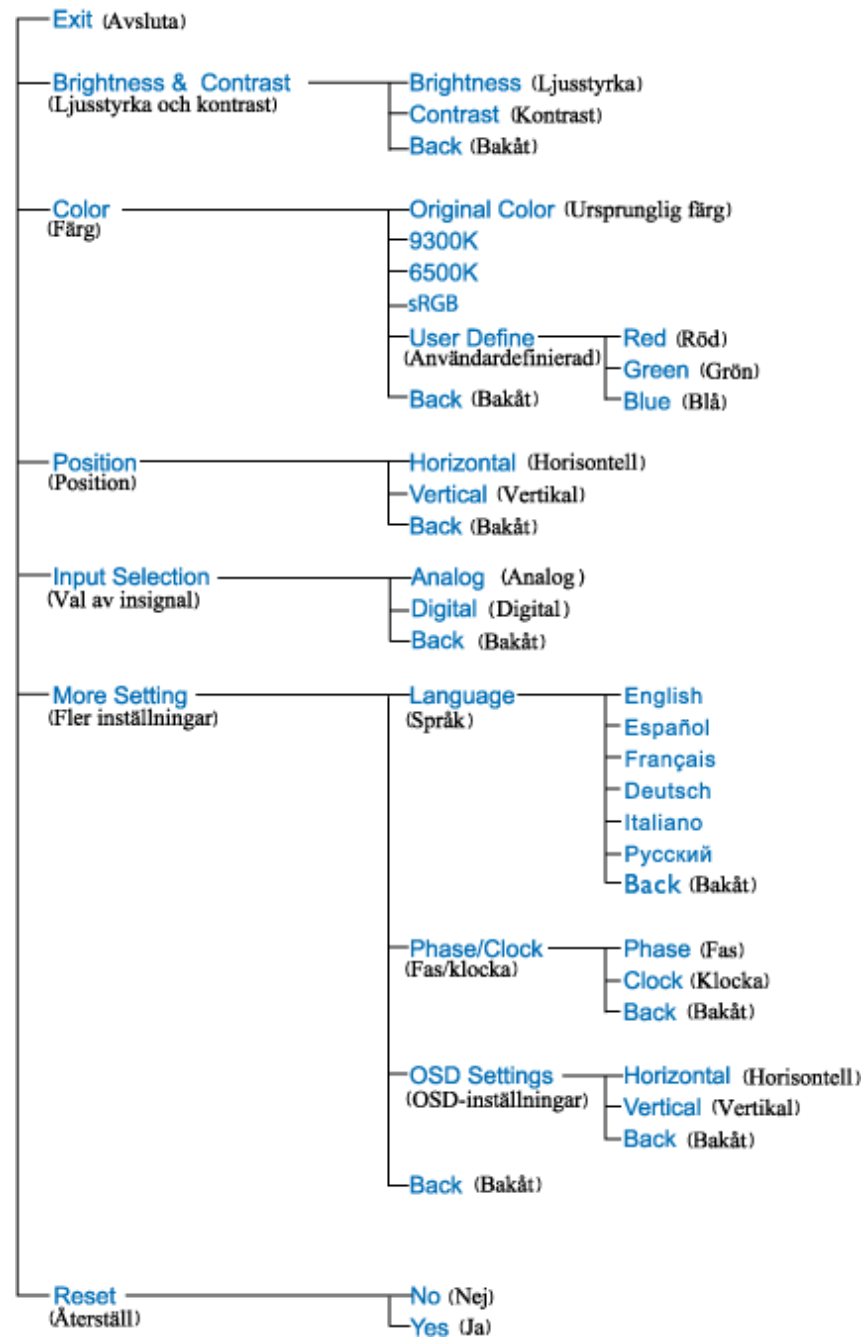 Exit (Avsluta)
Brightness & Contrast
(Ljusstyrka och kontrast)
Brightness (Ljusstyrka)
Contrast (Kontrast)
Back (Bakåt)
Color
(Färg)
Original Color (Ursprunglig färg)
9300K
6500K
sRGB
User Define
(Användardefinierad)
Red (Röd)
Green (Grön)
Blue (Blå)
Back (Bakåt)
Position
(Position)
Horizontal (Horisontell)
Vertical (Vertikal)
Back (Bakåt)
Input Selection
(Val av insignal)
Analog (Analog)
Digital (Digital)
Back (Bakåt)
More Setting
(Fler inställningar)
Language
(Språk)
English
Español
Français
Deutsch
Italiano
Русский
Back (Bakåt)
Phase/Clock
(Fas/klocka)
Phase (Fas)
Clock (Klocka)
Back (Bakåt)
OSD Settings
(OSD-inställningar)
Horizontal (Horisontell)
Vertical (Vertikal)
Back (Bakåt)
Back (Bakåt)
Reset
(Återställ)
No (Nej)
Yes (Ja)